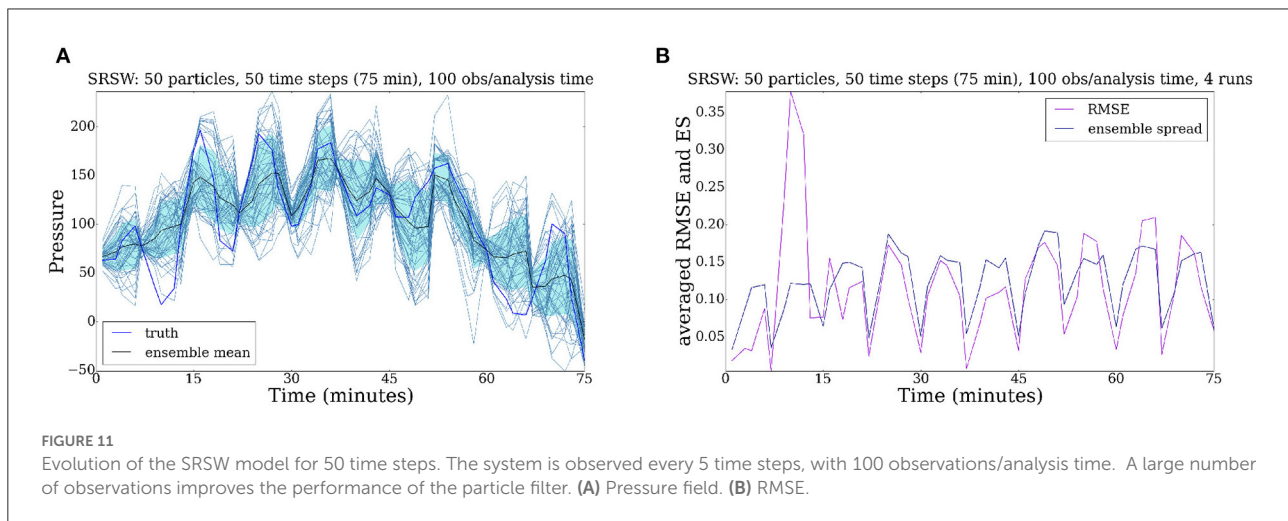 A
SRSW: 50 particles, 50 time steps (75 min), 100 obs/analysis time
200
150
100
50
0
−50
1
15
30
45
60
75
Pressure
Time (minutes)
truth
ensemble mean
B
SRSW: 50 particles, 50 time steps (75 min), 100 obs/analysis time, 4 runs
0.35
0.30
0.25
0.20
0.15
0.10
0.05
0
15
30
45
60
75
averaged RMSE and ES
Time (minutes)
RMSE
ensemble spread
FIGURE 11
Evolution of the SRSW model for 50 time steps. The system is observed every 5 time steps, with 100 observations/analysis time. A large number
of observations improves the performance of the particle filter. (A) Pressure field. (B) RMSE.